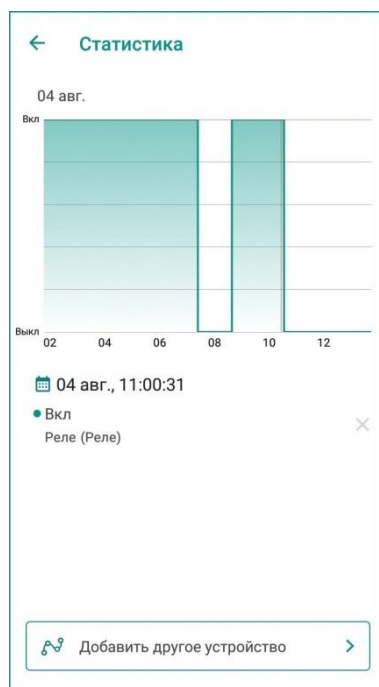 Статистика
04 авг.
Вкл
Выкл
02 04 06 08 10 12
04 авг., 11:00:31
Вкл
Реле (Реле)
Добавить другое устройство